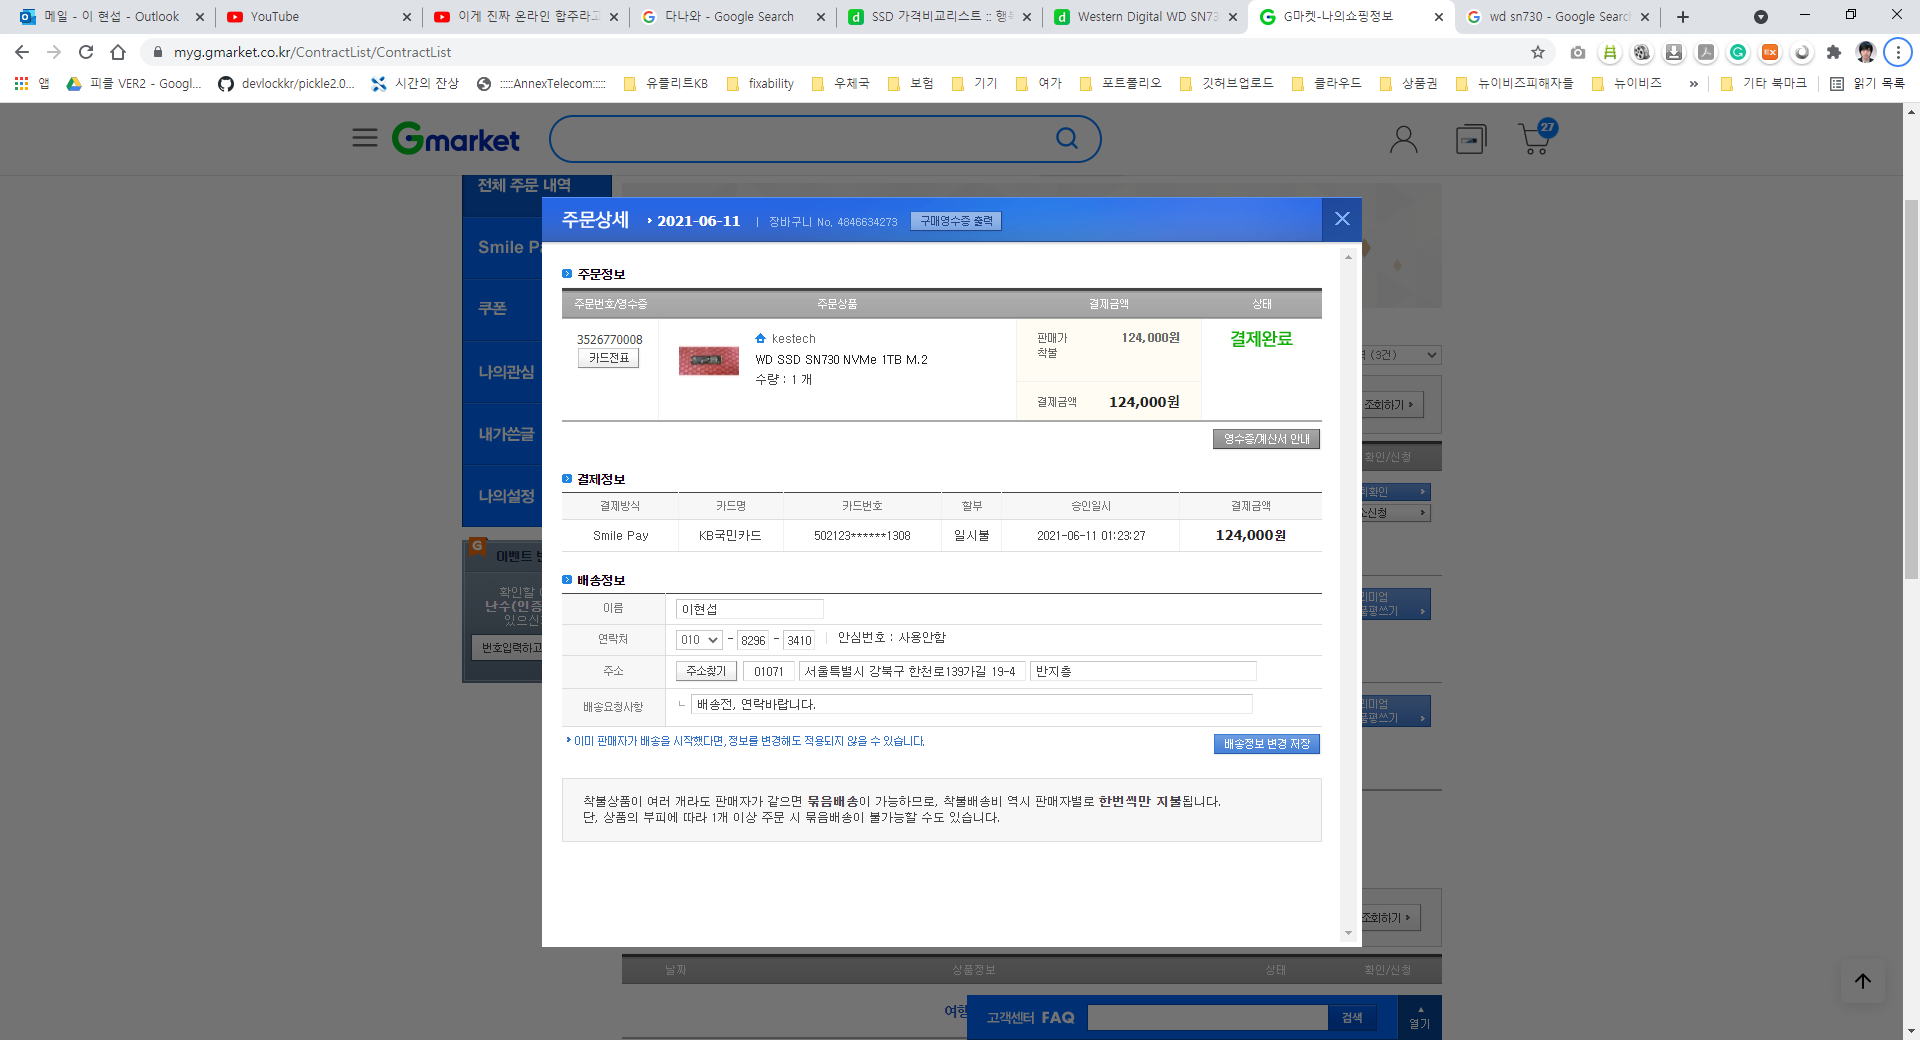 메일 - 이 현섭 - Outlook
YouTube
이게 진짜 온라인 합주라고
다나와 - Google Search
SSD 가격비교리스트 :: 행복
Western Digital WD SN73
G마켓-나의쇼핑정보
wd sn730 - Google Search
myg.gmarket.co.kr/ContractList/ContractList
앱
피클 VER2 - Googl...
devlockkr/pickle2.0...
시간의 잔상
:::::AnnexTelecom:::::
유플리트KB
fixability
우체국
보험
기기
여가
포트폴리오
깃허브업로드
클라우드
상품권
뉴이비즈피해자들
뉴이비즈
»
기타 북마크
읽기 목록
Gmarket
27
전체 주문 내역
Smile Pa
쿠폰
나의관심
내가쓴글
나의설정
이벤트
확인할
난수(인증
있으신
번호입력하고
주문상세
2021-06-11
장바구니 No. 4846634273
구매영수증 출력
주문정보
주문번호/영수증 주문상품 결제금액 상태
3526770008
카드전표
kestech
WD SSD SN730 NVMe 1TB M.2
수량 : 1 개
판매가 124,000원
착불
결제금액 124,000원
결제완료
영수증/계산서 안내
결제정보
결제방식 카드명 카드번호 할부 승인일시 결제금액
Smile Pay KB국민카드 502123******1308 일시불 2021-06-11 01:23:27 124,000원
배송정보
이름 이현섭
연락처 010 - 8296 - 3410 안심번호 : 사용안함
주소 주소찾기 01071 서울특별시 강북구 한천로139가길 19-4 반지층
배송요청사항 배송전, 연락바랍니다.
이미 판매자가 배송을 시작했다면, 정보를 변경해도 적용되지 않을 수 있습니다.
배송정보 변경 저장
착불상품이 여러 개라도 판매자가 같으면 묶음배송이 가능하므로, 착불배송비 역시 판매자별로 한번씩만 지불됩니다.
단, 상품의 부피에 따라 1개 이상 주문 시 묶음배송이 불가능할 수도 있습니다.
(3건)
조회하기
확인/신청
확인
신청
리미엄
품평쓰기
리미엄
품평쓰기
조회하기
날짜 상품정보 상태 확인/신청
여행
고객센터 FAQ
검색
열기